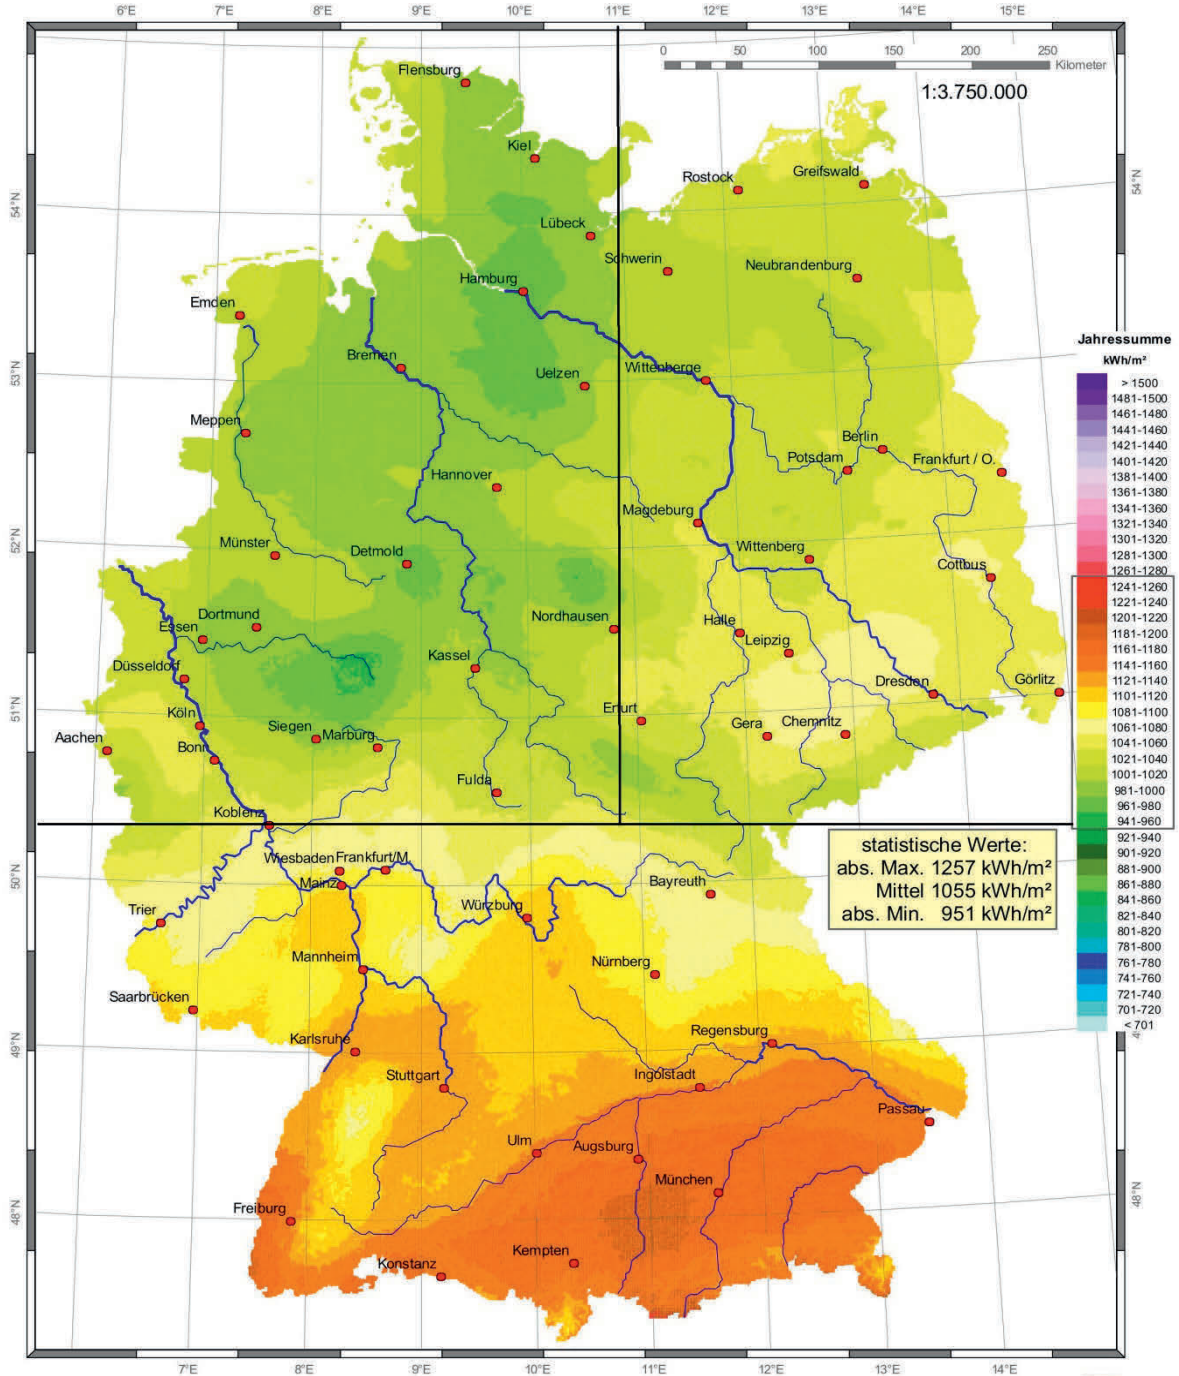 6°E 7°E 8°E 9°E 10°E 11°E 12°E 13°E 14°E 15°E
0 50 100 150 200 250 Kilometer
1:3.750.000
Flensburg
Kiel
Rostock
Greifswald
54°N
54°N
Lübeck
Schwerin
Neubrandenburg
Hamburg
Emden
Bremen
Uelzen
Wittenberge
53°N
Meppen
Berlin
Potsdam
Frankfurt / O.
Hannover
Magdeburg
52°N
Münster
Detmold
Wittenberg
Cottbus
Dortmund
Essen
Nordhausen
Halle
Leipzig
Düsseldorf
Kassel
Dresden
Görlitz
51°N
Köln
Siegen
Marburg
Erfurt
Gera
Chemnitz
Aachen
Bonn
Fulda
Koblenz
Wiesbaden
Frankfurt/M.
Mainz
50°N
Bayreuth
Trier
Würzburg
Mannheim
Nürnberg
Saarbrücken
Karlsruhe
Regensburg
49°N
Stuttgart
Ingolstadt
Passau
Ulm
Augsburg
München
48°N
48°N
Freiburg
Konstanz
Kempten
7°E 8°E 9°E 10°E 11°E 12°E 13°E 14°E
Jahressumme
kWh/m²
> 1500
1481-1500
1461-1480
1441-1460
1421-1440
1401-1420
1381-1400
1361-1380
1341-1360
1321-1340
1301-1320
1281-1300
1261-1280
1241-1260
1221-1240
1201-1220
1181-1200
1161-1180
1141-1160
1121-1140
1101-1120
1081-1100
1061-1080
1041-1060
1021-1040
1001-1020
981-1000
961-980
941-960
921-940
901-920
881-900
861-880
841-860
821-840
801-820
781-800
761-780
741-760
721-740
701-720
< 701
statistische Werte:
abs. Max. 1257 kWh/m²
Mittel 1055 kWh/m²
abs. Min. 951 kWh/m²